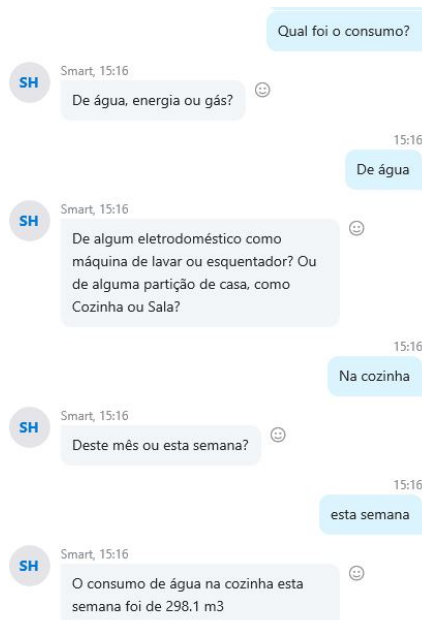 Qual foi o consumo?
SH
Smart, 15:16
De água, energia ou gás?
15:16
De água
SH
Smart, 15:16
De algum eletrodoméstico como
máquina de lavar ou esquentador? Ou
de alguma partição de casa, como
Cozinha ou Sala?
15:16
Na cozinha
SH
Smart, 15:16
Deste mês ou esta semana?
15:16
esta semana
SH
Smart, 15:16
O consumo de água na cozinha esta
semana foi de 298.1 m3